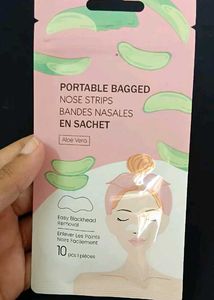 PORTABLE BAGGED
NOSE STRIPS
BANDES NASALES
EN SACHET
Aloe Vera
Easy Blackhead
Removal
Enlever Les Points
Noirs Facilement
10 pcs | pièces